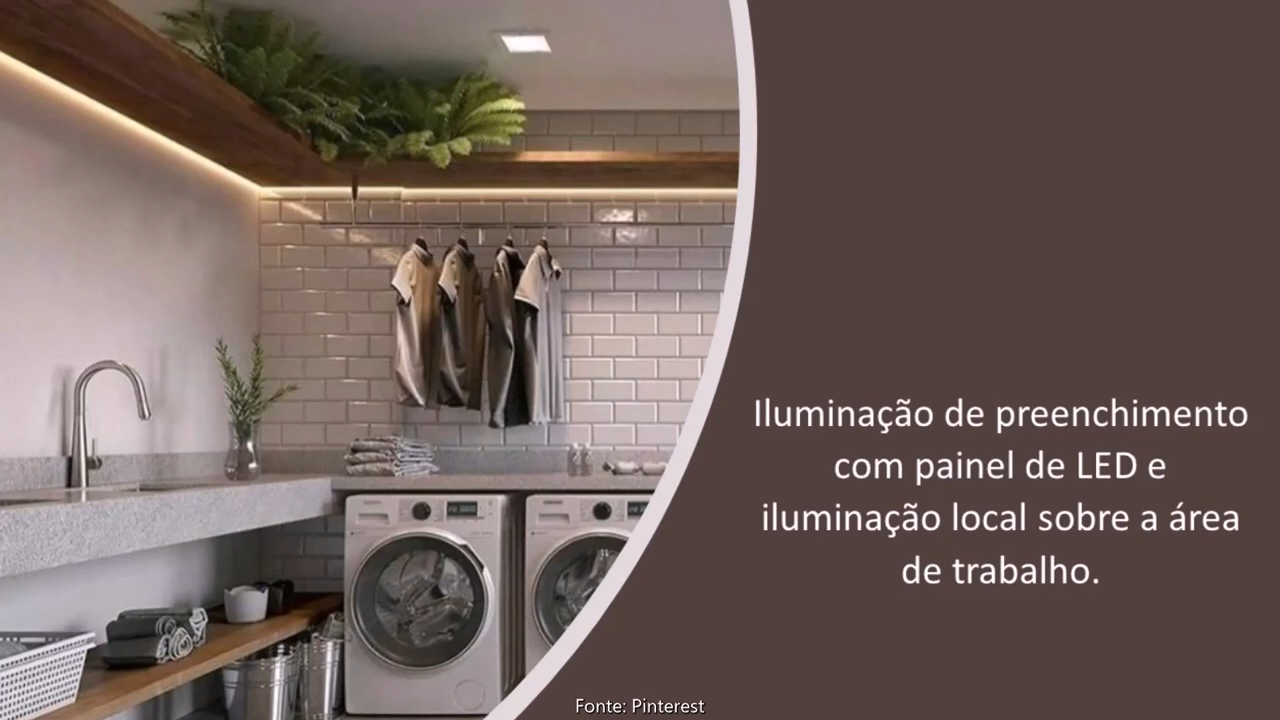 Iluminação de preenchimento
com painel de LED e
iluminação local sobre a área
de trabalho.
Fonte: Pinterest